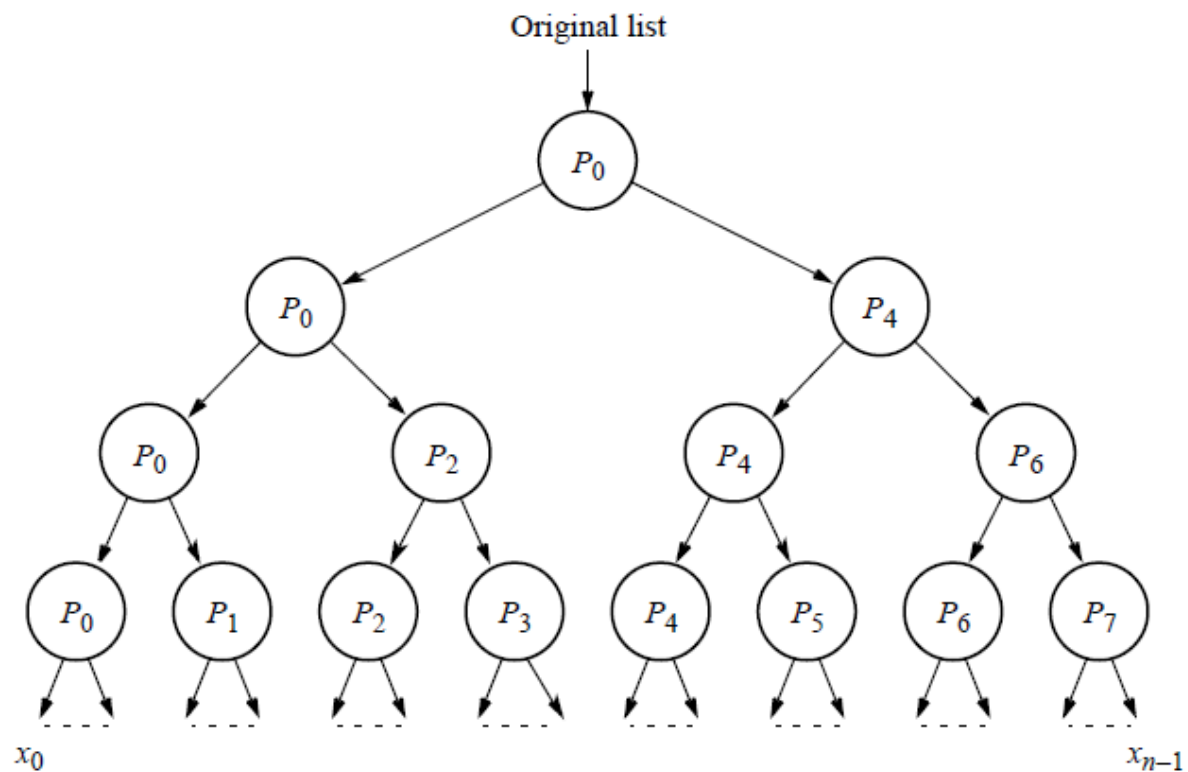 Original list
P0
P0 P4
P0 P2 P4 P6
P0 P1 P2 P3 P4 P5 P6 P7
x0 xn−1